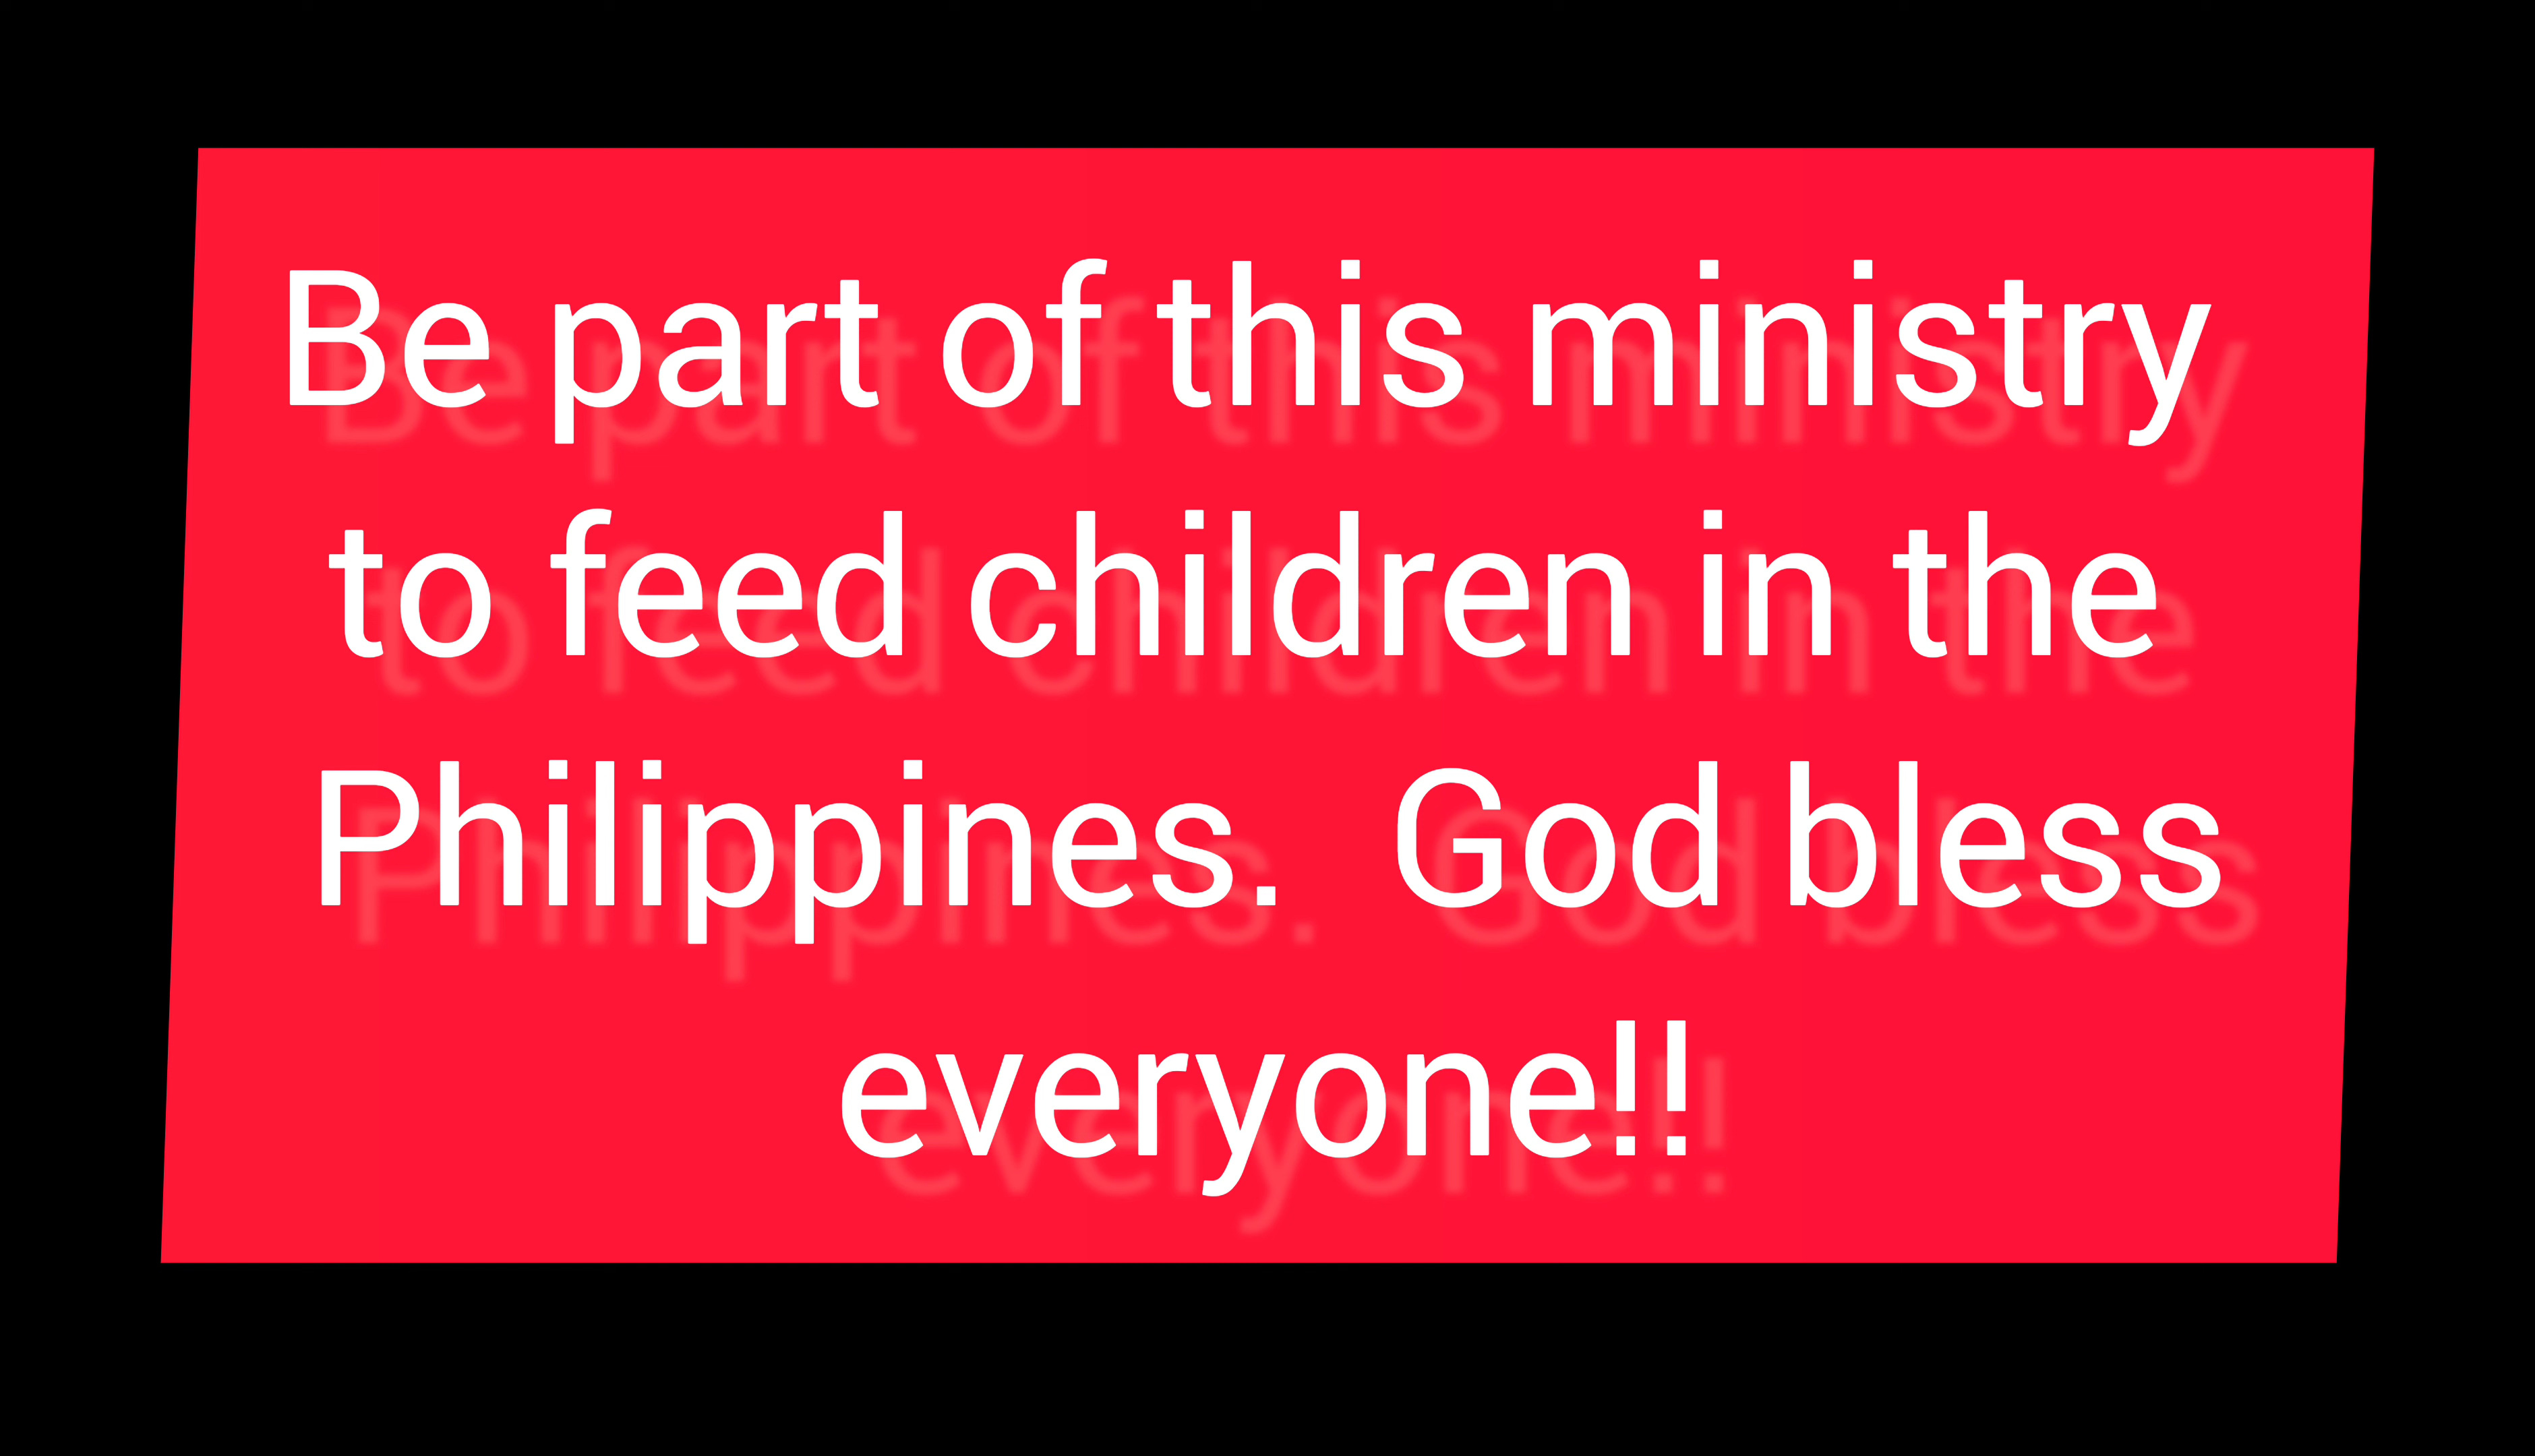 Be part of this ministry
to feed children in the
Philippines.  God bless
everyone!!